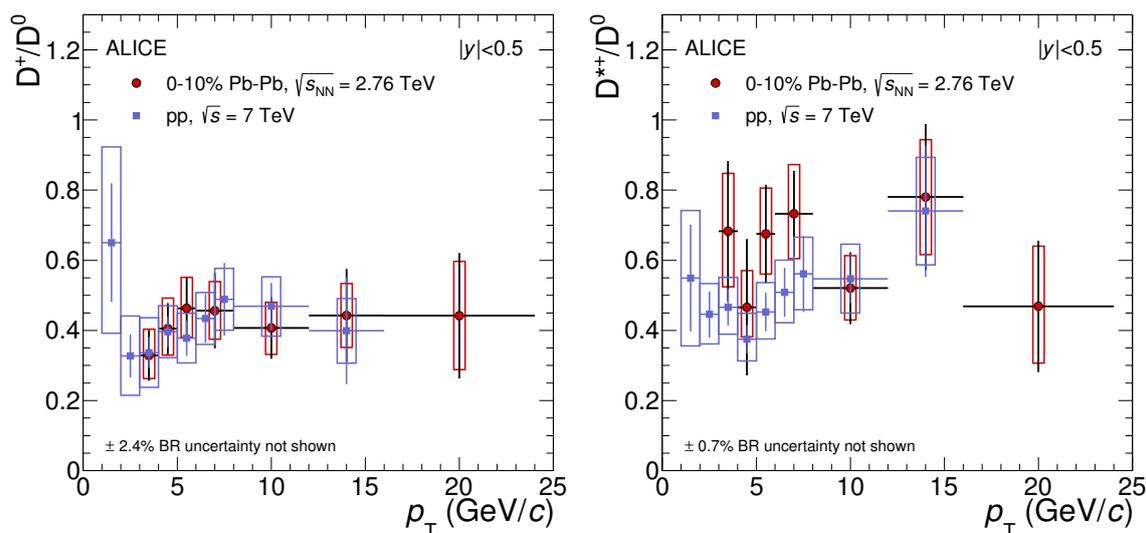 D⁺/D⁰
ALICE
|y|<0.5
0-10% Pb-Pb, √sNN = 2.76 TeV
pp, √s = 7 TeV
1.2
1
0.8
0.6
0.4
0.2
0
± 2.4% BR uncertainty not shown
0 5 10 15 20 25
pT (GeV/c)
D*⁺/D⁰
ALICE
|y|<0.5
0-10% Pb-Pb, √sNN = 2.76 TeV
pp, √s = 7 TeV
1.2
1
0.8
0.6
0.4
0.2
0
± 0.7% BR uncertainty not shown
0 5 10 15 20 25
pT (GeV/c)